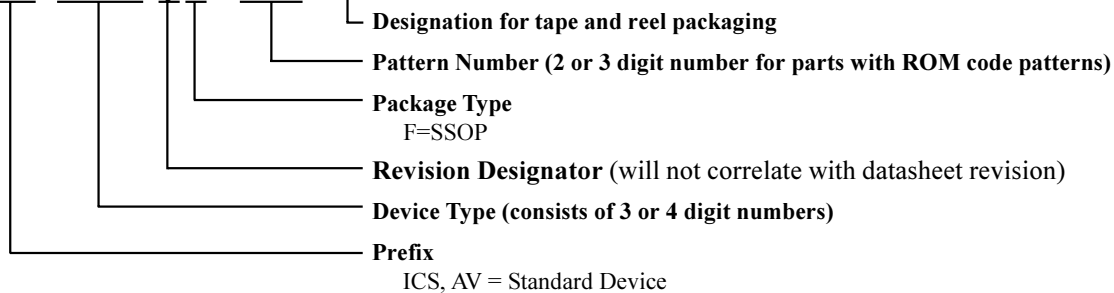 Designation for tape and reel packaging
Pattern Number (2 or 3 digit number for parts with ROM code patterns)
Package Type
F=SSOP
Revision Designator (will not correlate with datasheet revision)
Device Type (consists of 3 or 4 digit numbers)
Prefix
ICS, AV = Standard Device